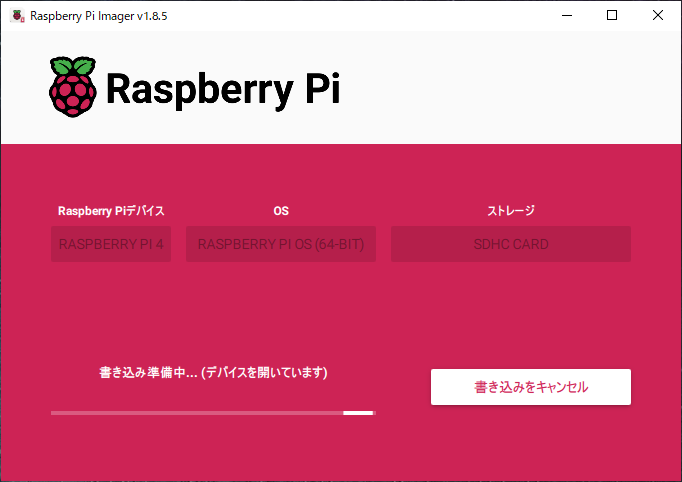 Raspberry Pi Imager v1.8.5
Raspberry Pi
Raspberry Piデバイス
OS
ストレージ
RASPBERRY PI 4
RASPBERRY PI OS (64-BIT)
SDHC CARD
書き込み準備中... (デバイスを開いています)
書き込みをキャンセル